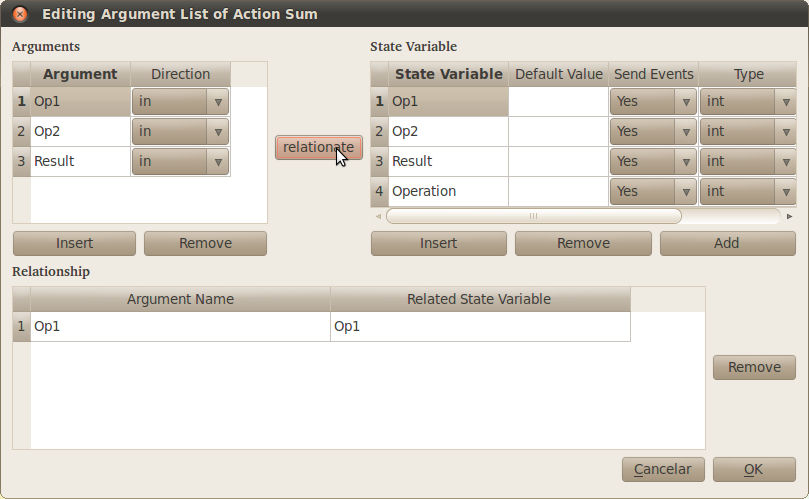 Editing Argument List of Action Sum
Arguments
Argument Direction
1 Op1 in
2 Op2 in
3 Result in
Insert Remove
relationate
State Variable
State Variable Default Value Send Events Type
1 Op1 Yes int
2 Op2 Yes int
3 Result Yes int
4 Operation Yes int
Insert Remove Add
Relationship
Argument Name Related State Variable
1 Op1 Op1
Remove
Cancelar OK